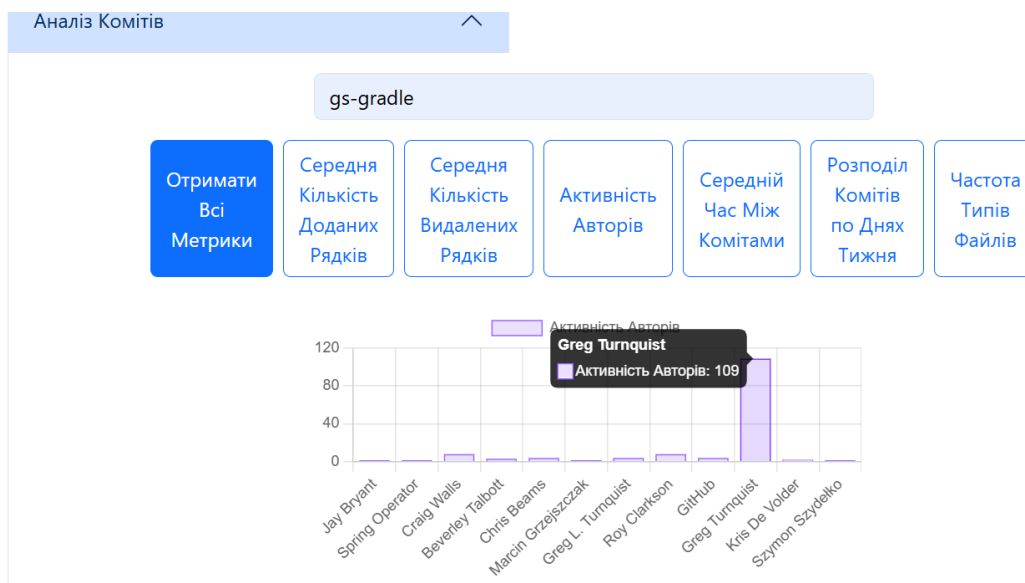 Аналіз Комітів
gs-gradle
Отримати
Всі
Метрики
Середня
Кількість
Доданих
Рядків
Середня
Кількість
Видалених
Рядків
Активність
Авторів
Середній
Час Між
Комітами
Розподіл
Комітів
по Днях
Тижня
Частота
Типів
Файлів
Активність Авторів
Greg Turnquist
Активність Авторів: 109
120
80
40
0
Jay Bryant
Spring Operator
Craig Walls
Beverley Talbott
Chris Beams
Marcin Grzejszczak
Greg L. Turnquist
Roy Clarkson
GitHub
Greg Turnquist
Kris De Volder
Szymon Szydełko